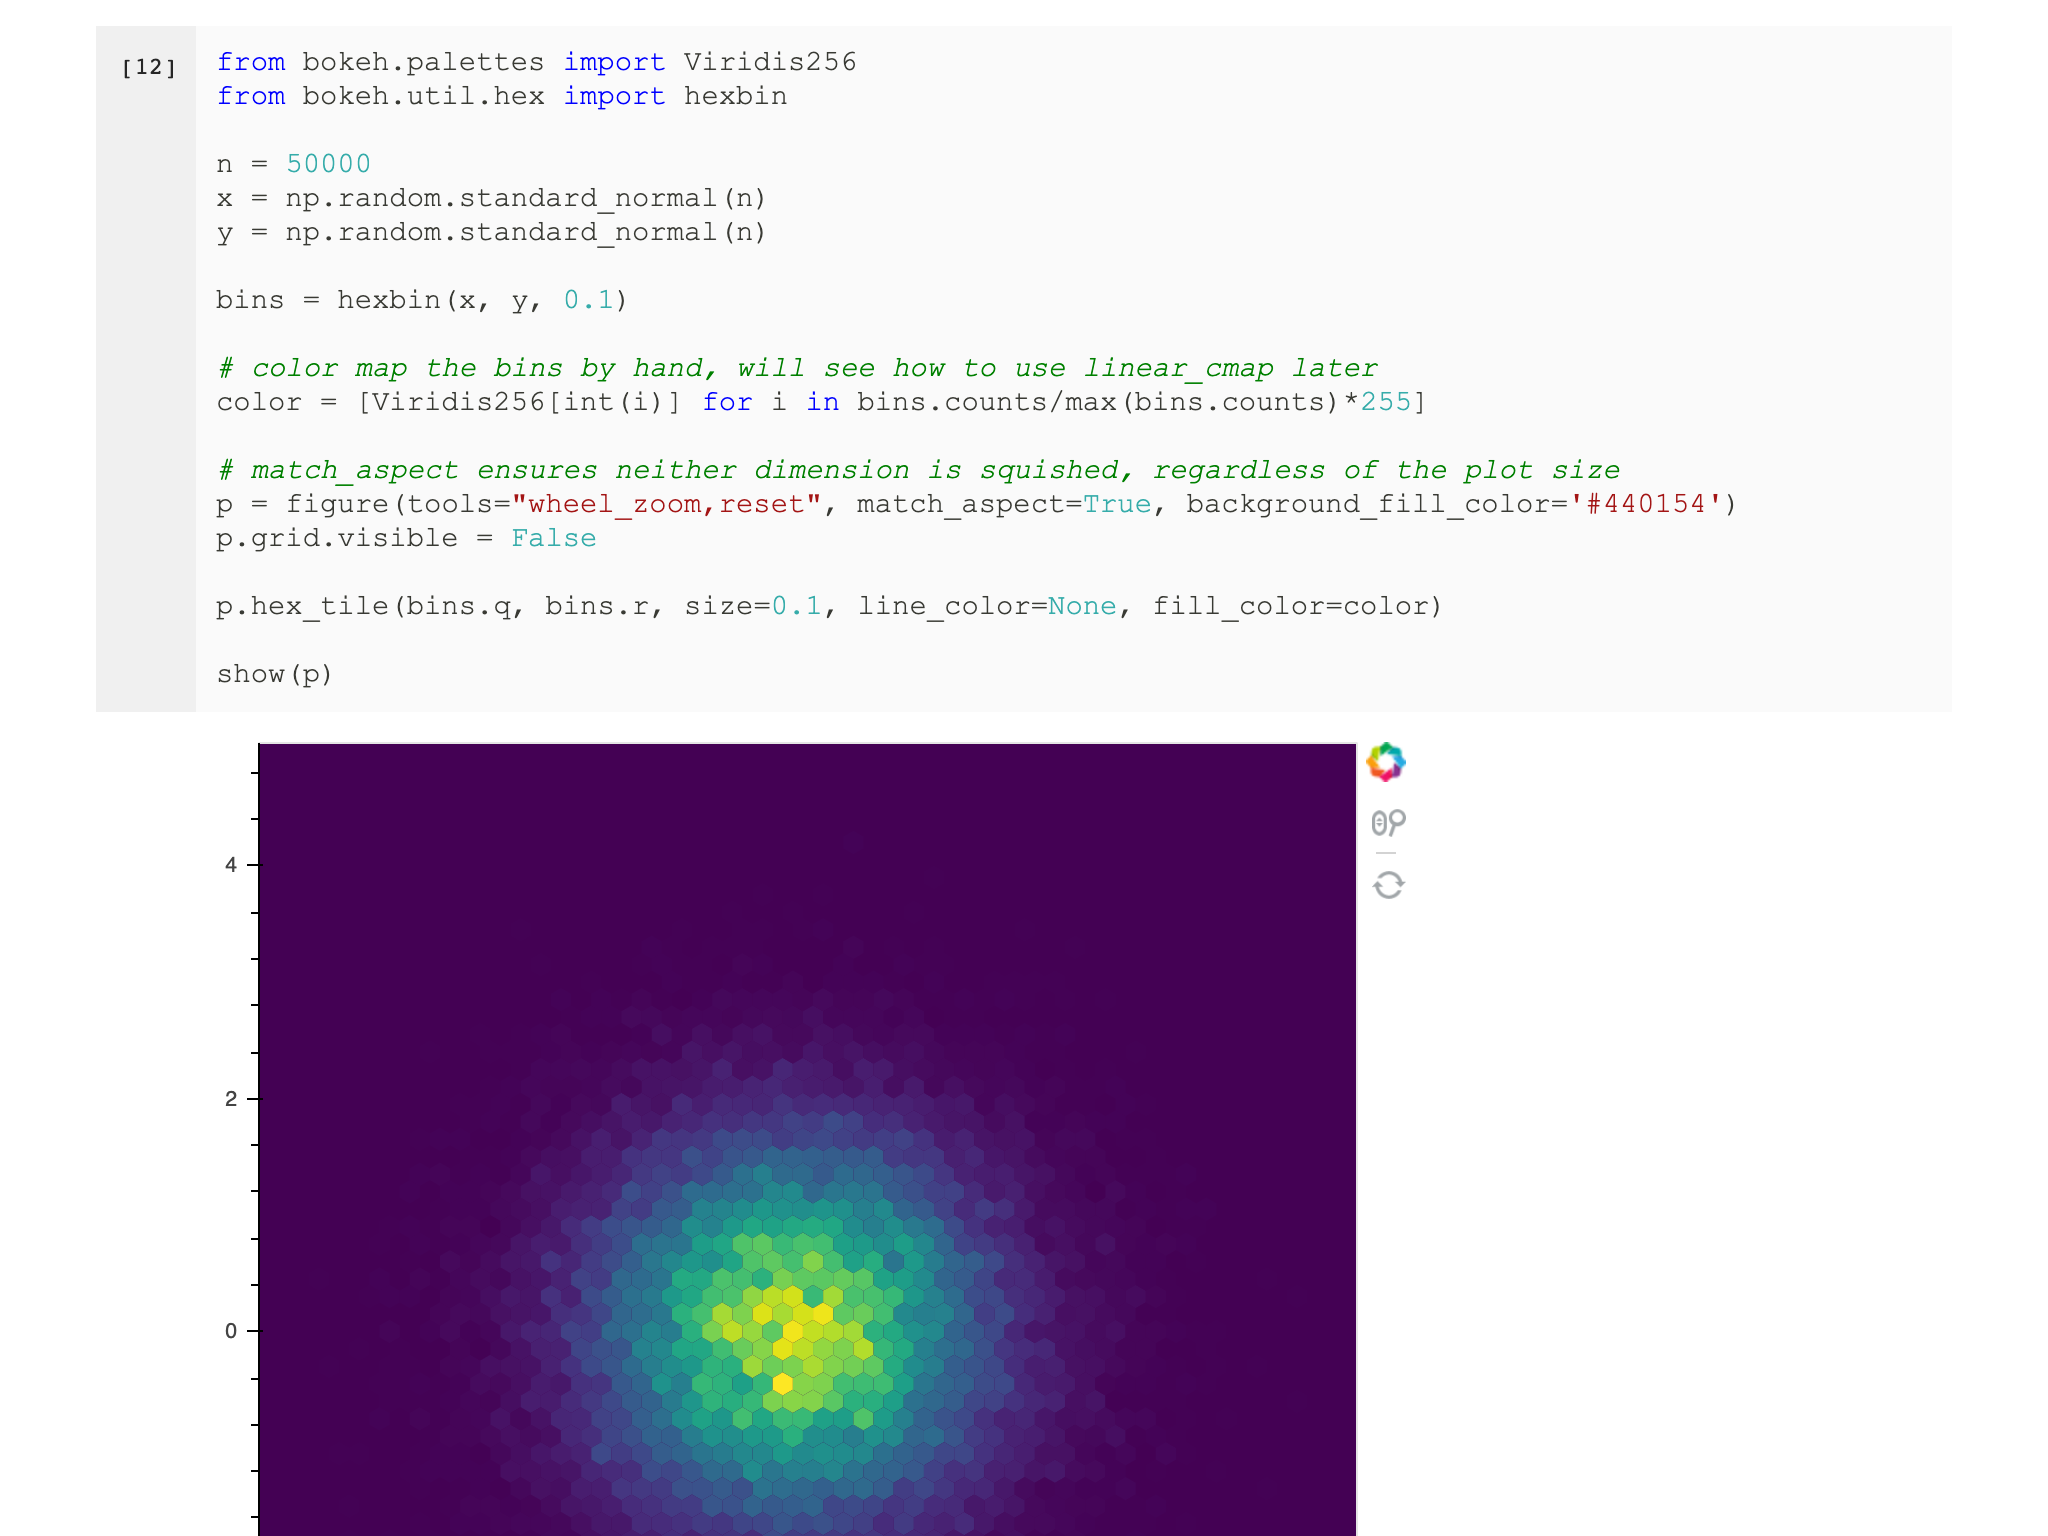 [12]
from bokeh.palettes import Viridis256
from bokeh.util.hex import hexbin
n = 50000
x = np.random.standard_normal(n)
y = np.random.standard_normal(n)
bins = hexbin(x, y, 0.1)
# color map the bins by hand, will see how to use linear_cmap later
color = [Viridis256[int(i)] for i in bins.counts/max(bins.counts)*255]
# match_aspect ensures neither dimension is squished, regardless of the plot size
p = figure(tools="wheel_zoom,reset", match_aspect=True, background_fill_color='#440154')
p.grid.visible = False
p.hex_tile(bins.q, bins.r, size=0.1, line_color=None, fill_color=color)
show(p)
4
2
0